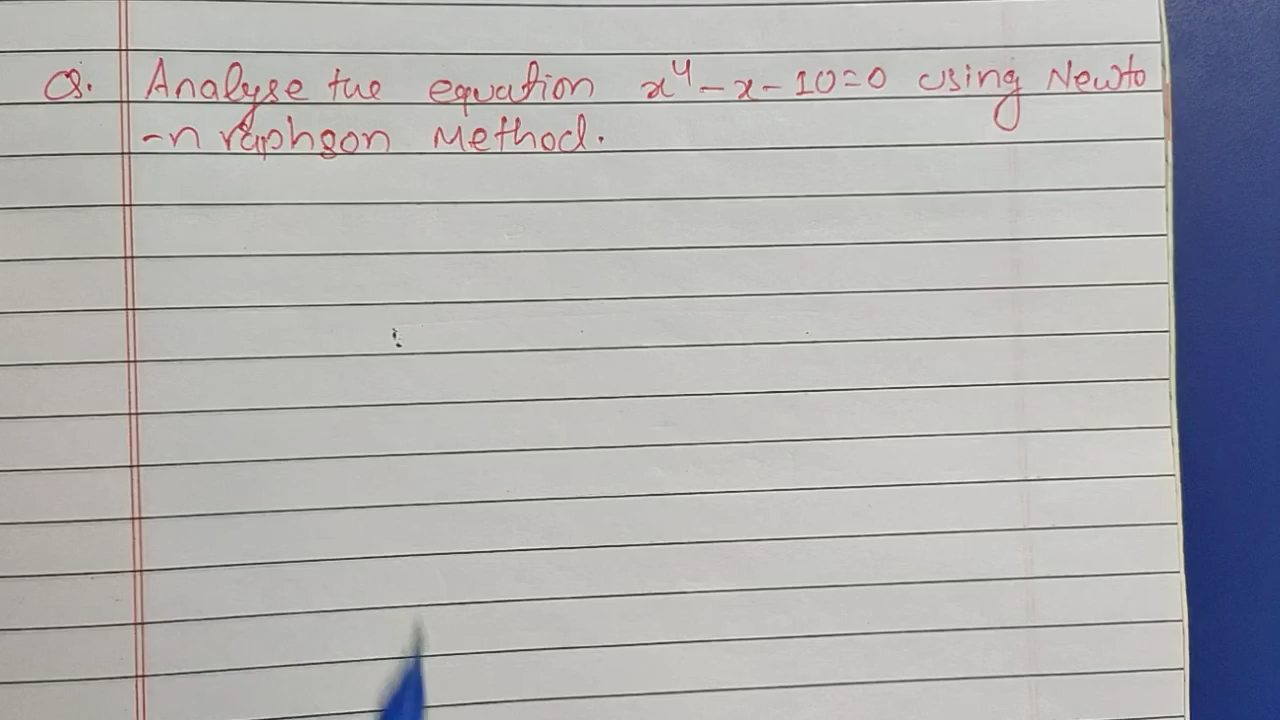 Q. Analyse the equation x⁴-x-10=0 using Newto
-n raphson Method.